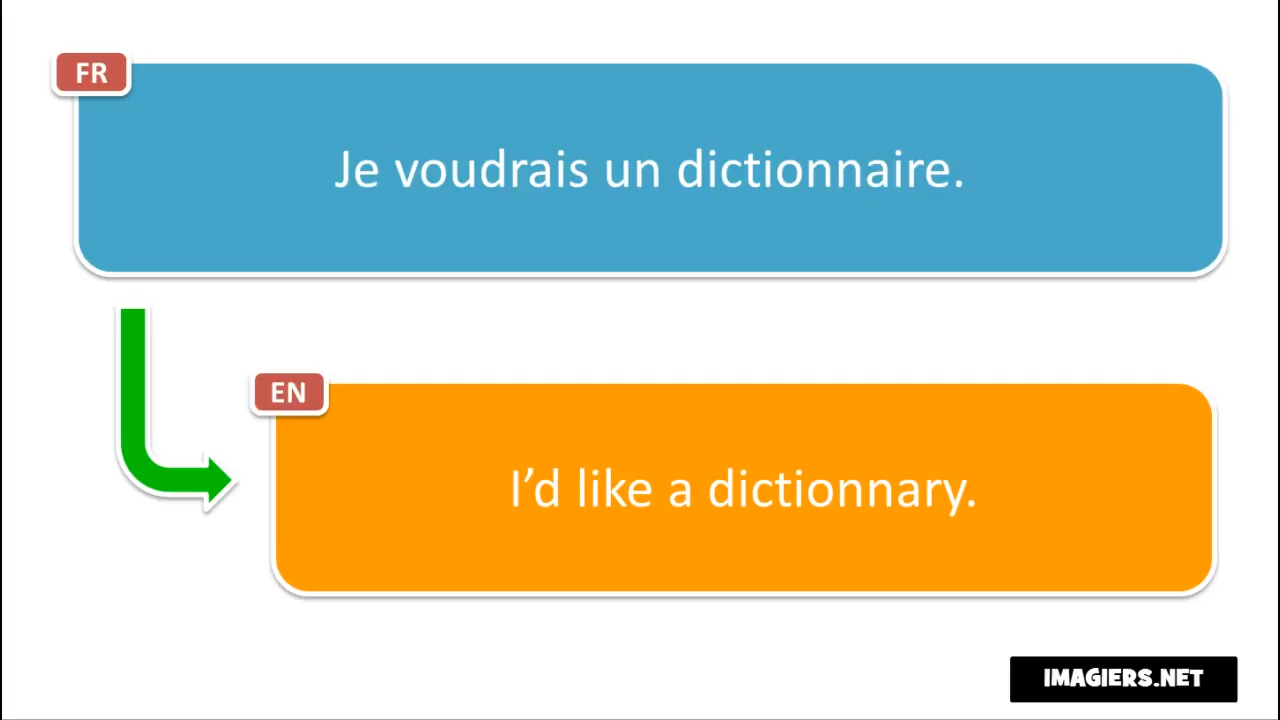 FR
Je voudrais un dictionnaire.
EN
I’d like a dictionnary.
IMAGIERS.NET